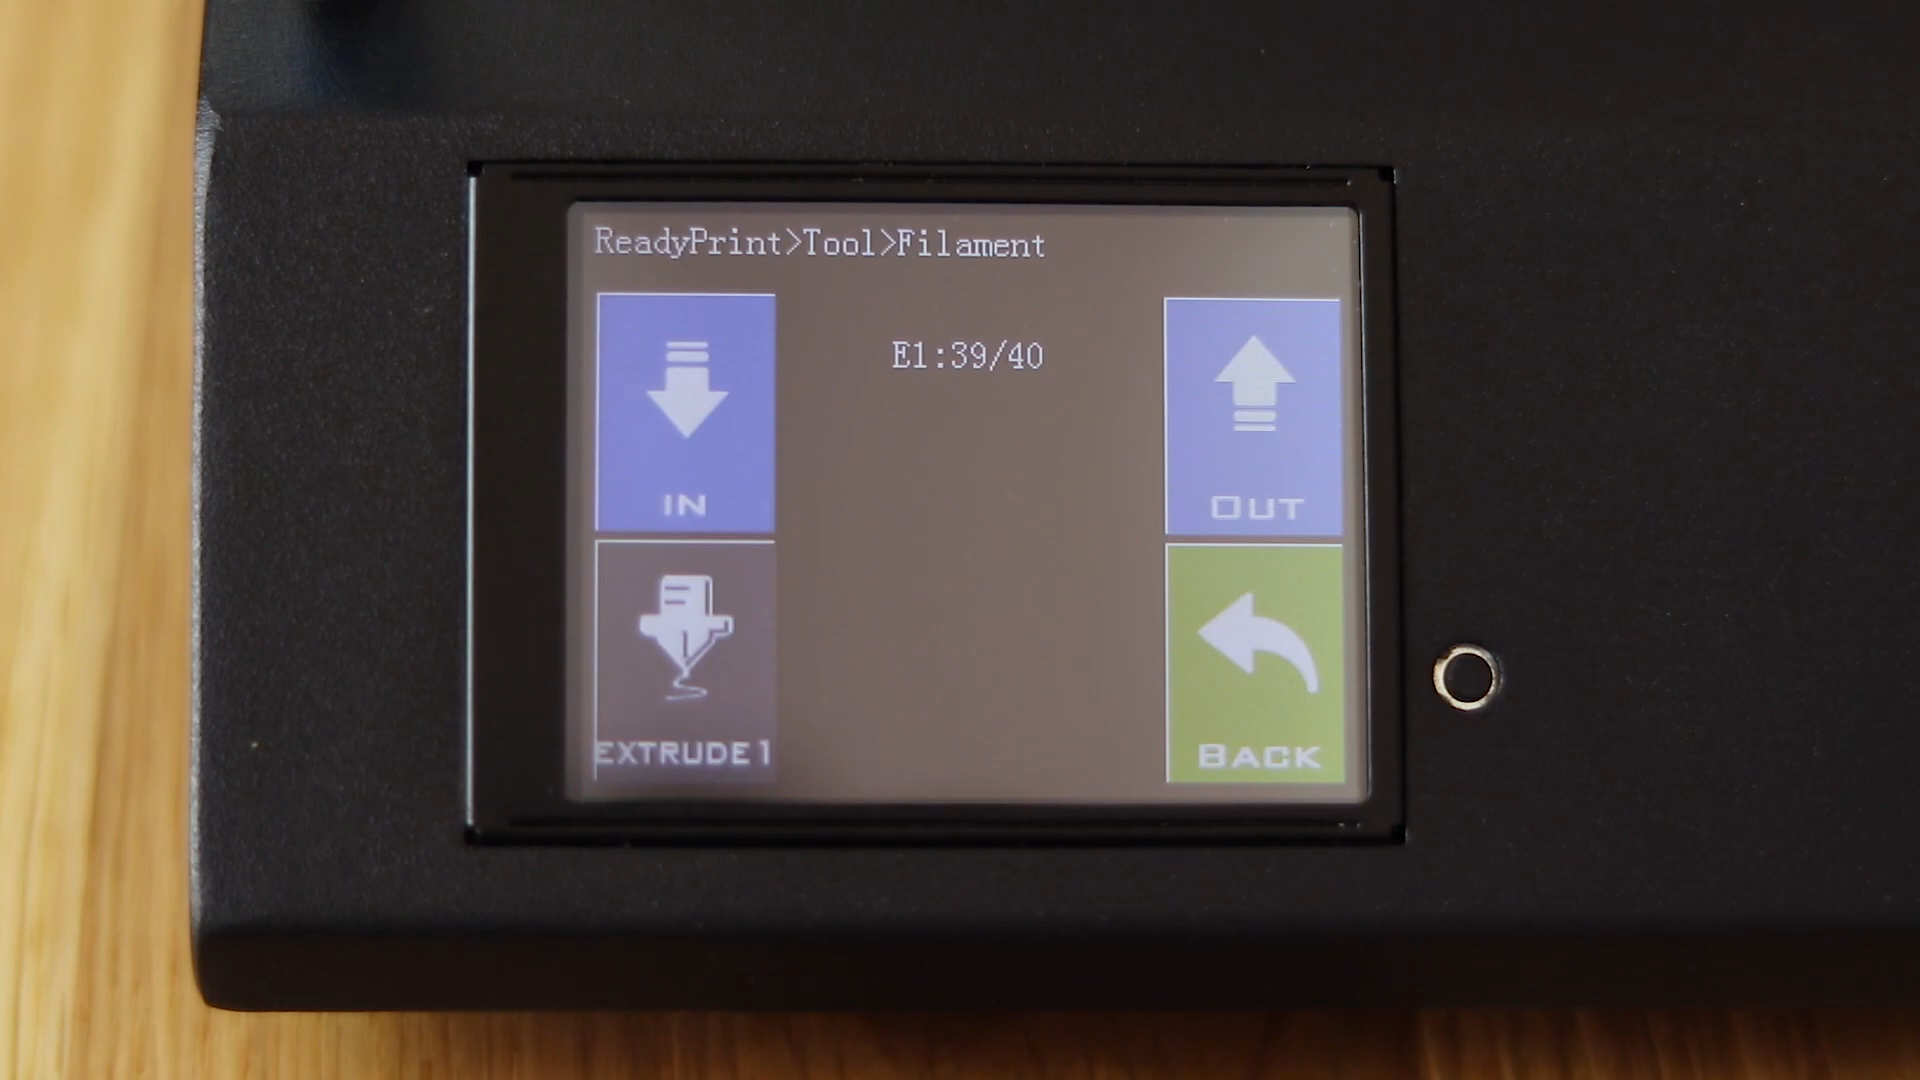 ReadyPrint>Tool>Filament
E1:39/40
IN
OUT
EXTRUDE1
BACK